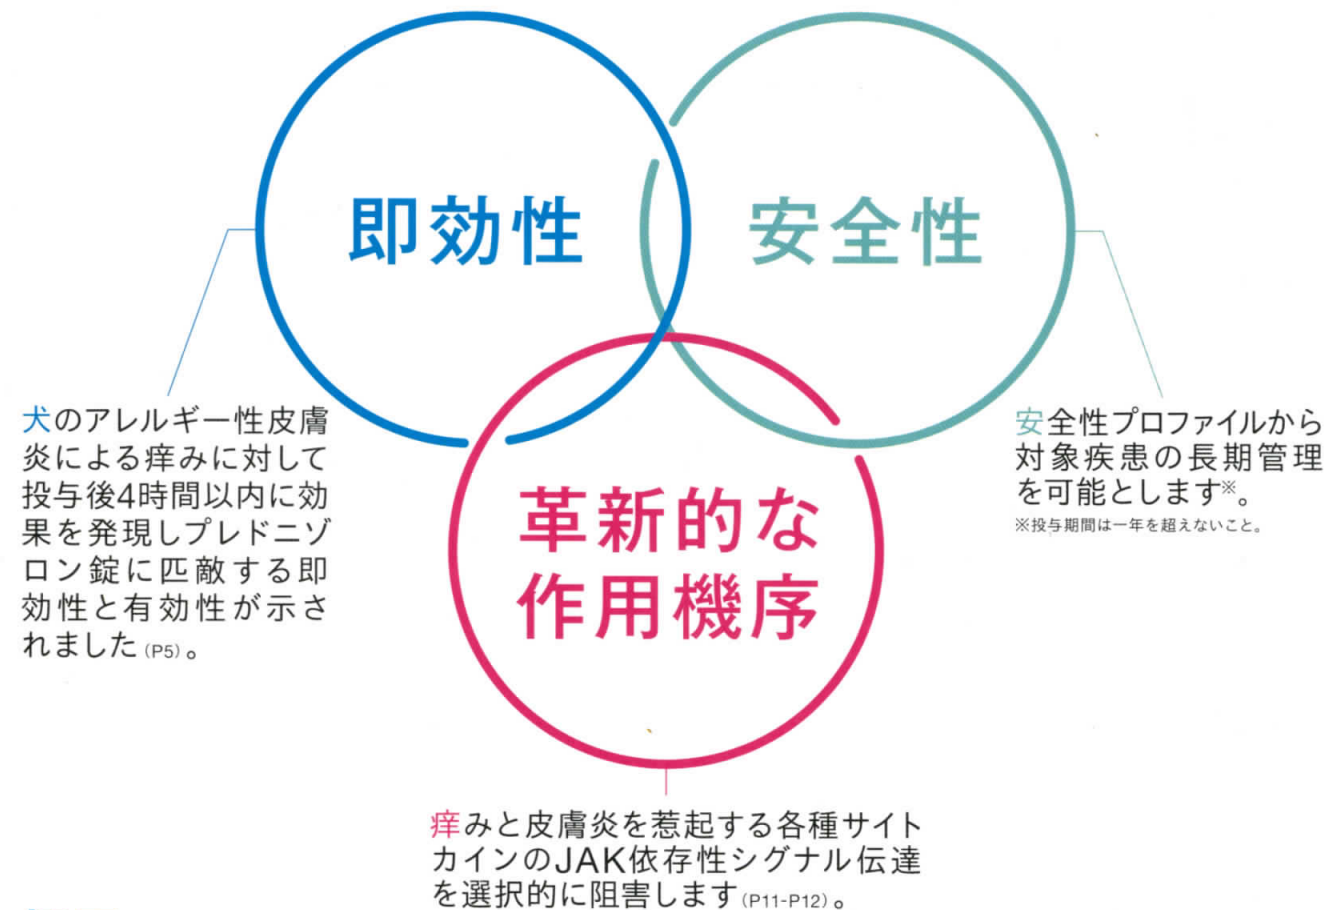 即効性
安全性
革新的な
作用機序
犬のアレルギー性皮膚
炎による痒みに対して
投与後4時間以内に効
果を発現しプレドニゾ
ロン錠に匹敵する即
効性と有効性が示さ
れました(P5)。
安全性プロファイルから
対象疾患の長期管理
を可能とします※。
※投与期間は一年を超えないこと。
痒みと皮膚炎を惹起する各種サイト
カインのJAK依存性シグナル伝達
を選択的に阻害します(P11-P12)。